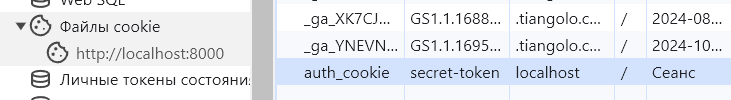 Web SQL
Файлы cookie
http://localhost:8000
Личные токены состояния
_ga_XK7CJ... GS1.1.1688... .tiangolo.c... / 2024-08...
_ga_YNEVN... GS1.1.1695... .tiangolo.c... / 2024-10...
auth_cookie secret-token localhost / Сеанс